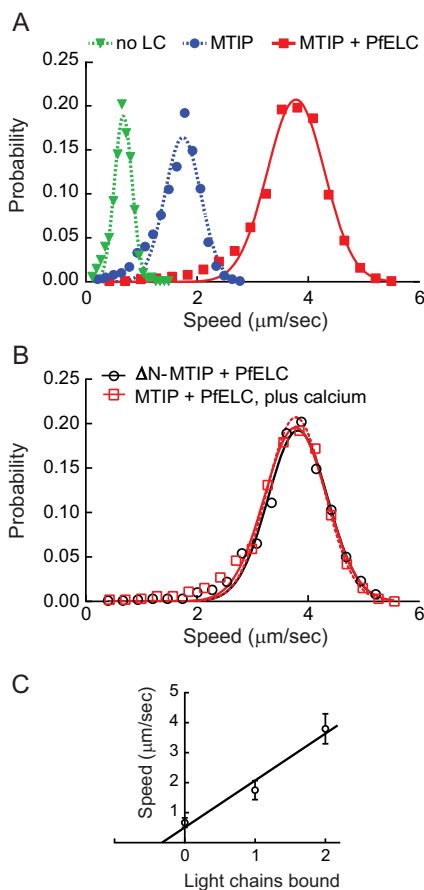 A
no LC MTIP MTIP + PfELC
0.25
0.20
0.15
0.10
0.05
0.00
Probability
0 2 4 6
Speed (μm/sec)
B
ΔN-MTIP + PfELC
MTIP + PfELC, plus calcium
0.25
0.20
0.15
0.10
0.05
0.00
Probability
0 2 4 6
Speed (μm/sec)
C
5
4
3
2
1
Speed (μm/sec)
0 1 2
Light chains bound